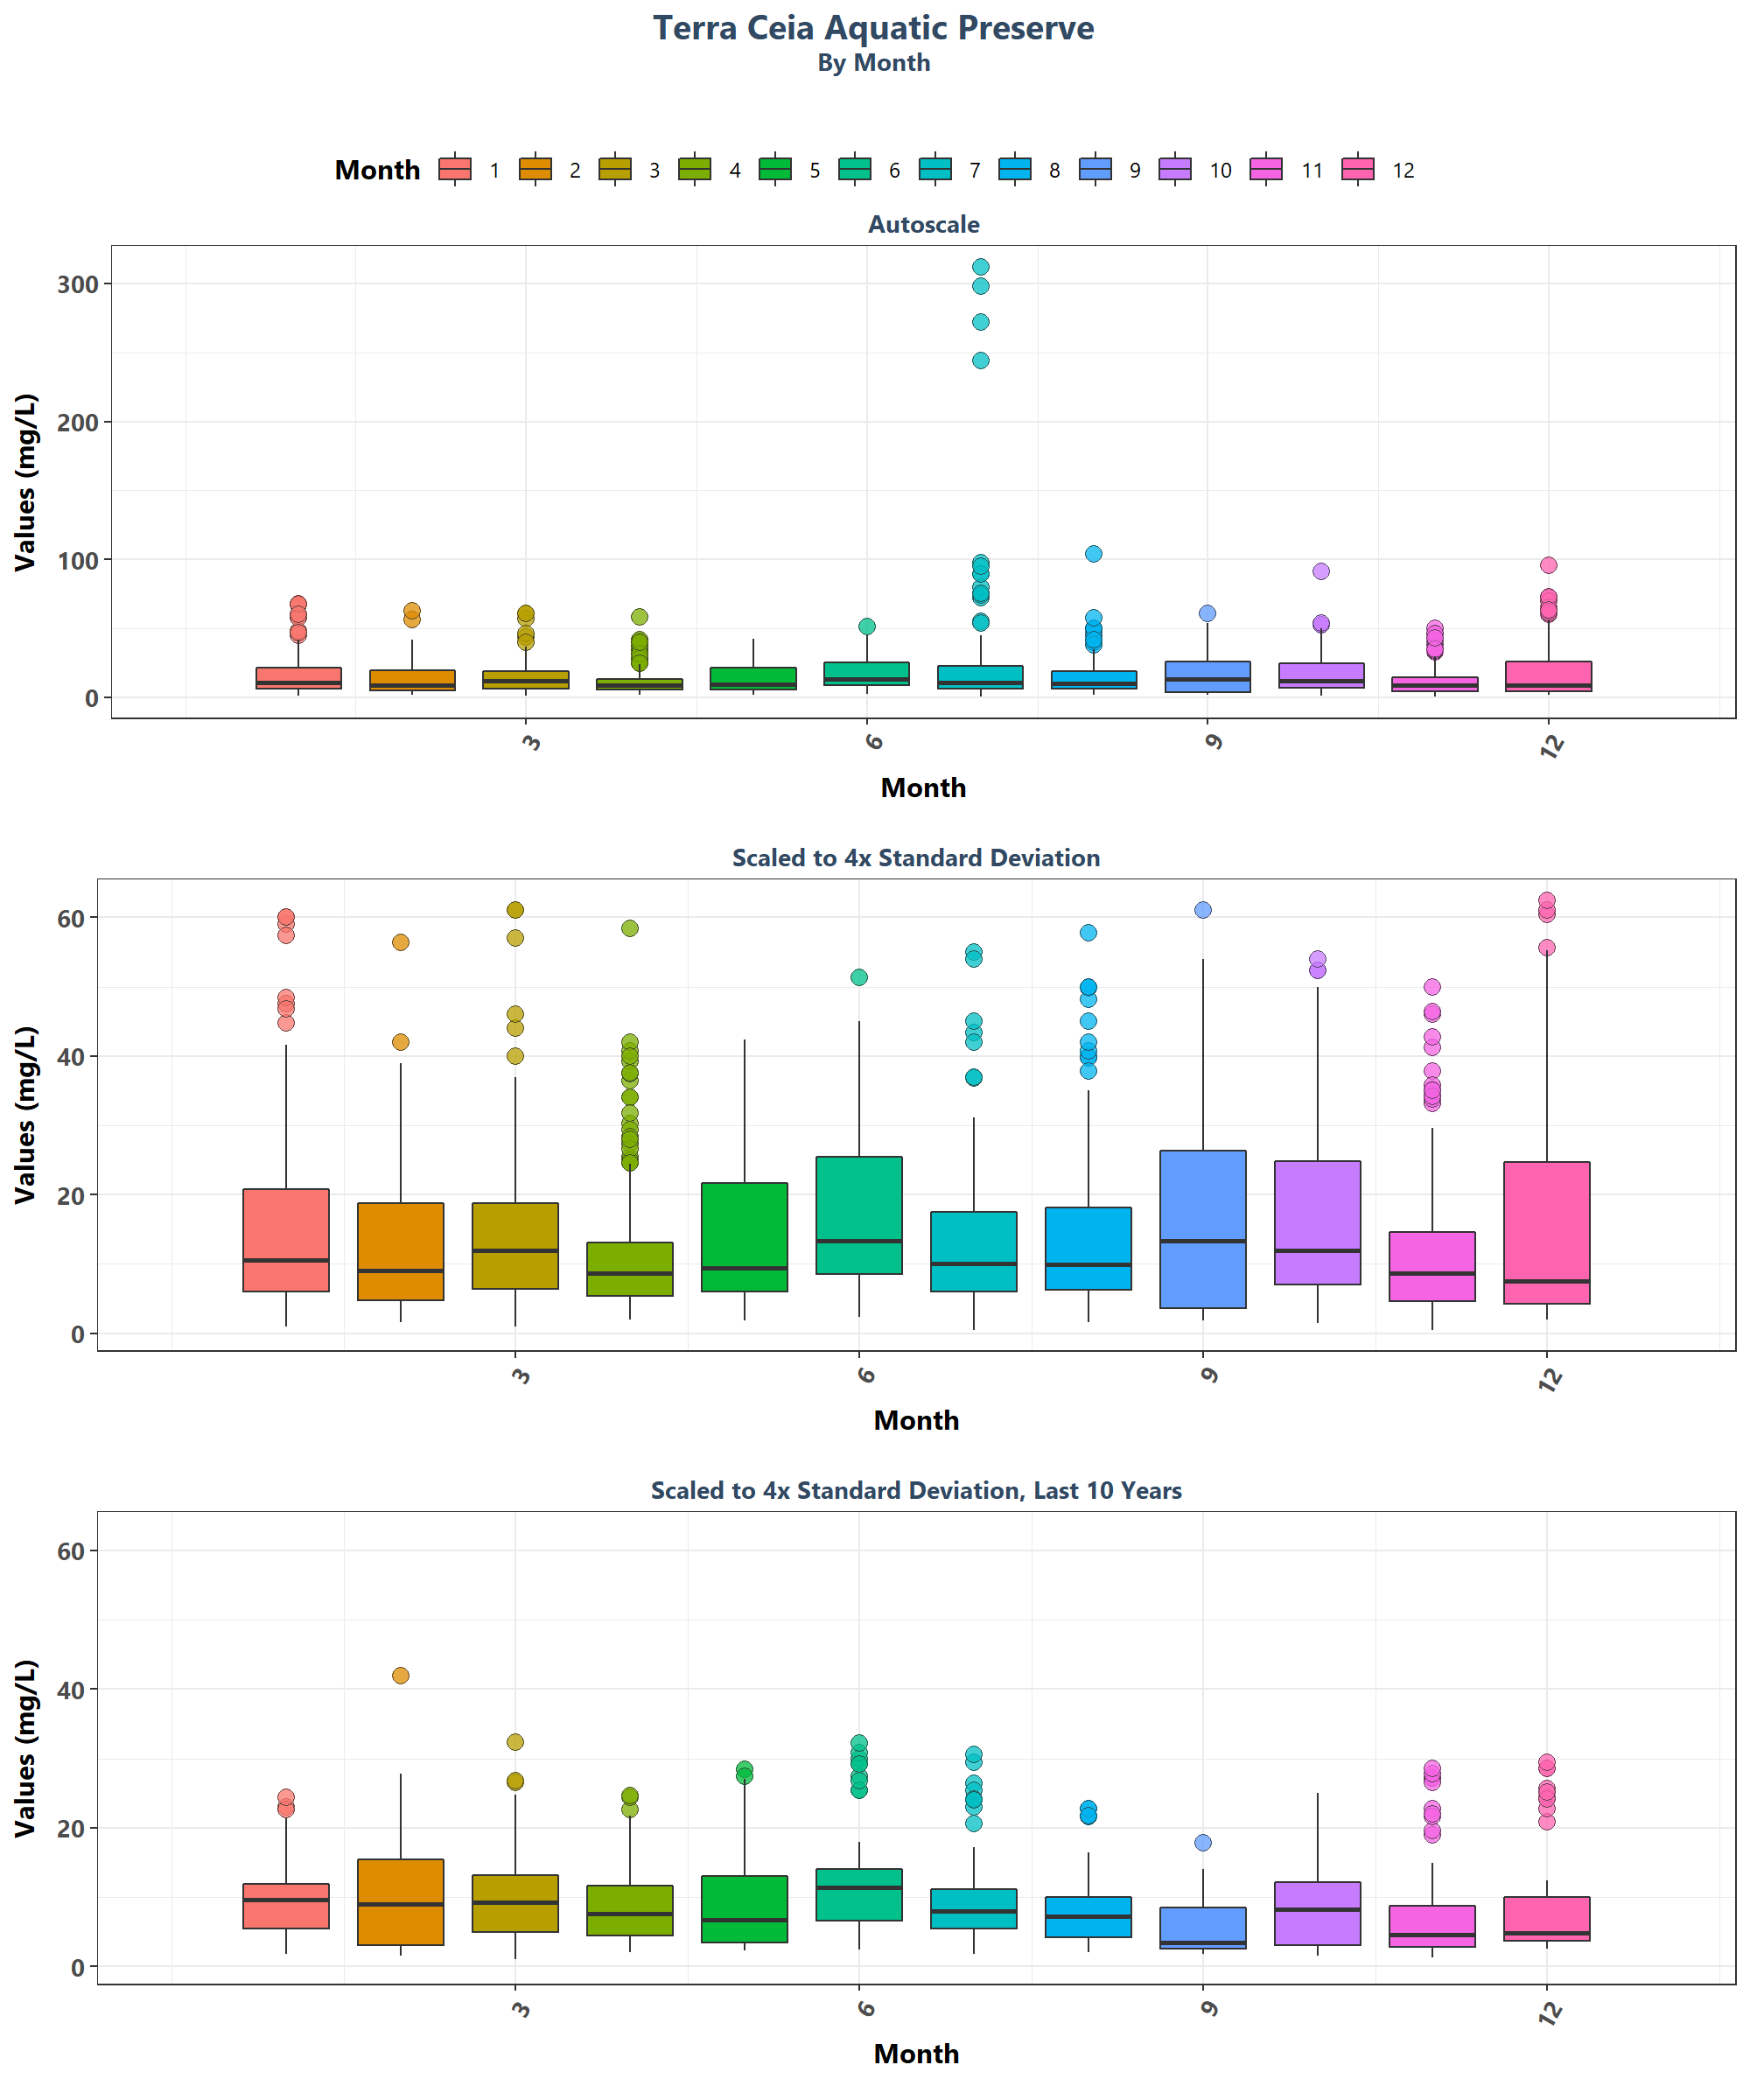 Terra Ceia Aquatic Preserve
By Month
Month 1 2 3 4 5 6 7 8 9 10 11 12
Autoscale
Values (mg/L)
300
200
100
0
3 6 9 12
Month
Scaled to 4x Standard Deviation
Values (mg/L)
60
40
20
0
3 6 9 12
Month
Scaled to 4x Standard Deviation, Last 10 Years
Values (mg/L)
60
40
20
0
3 6 9 12
Month